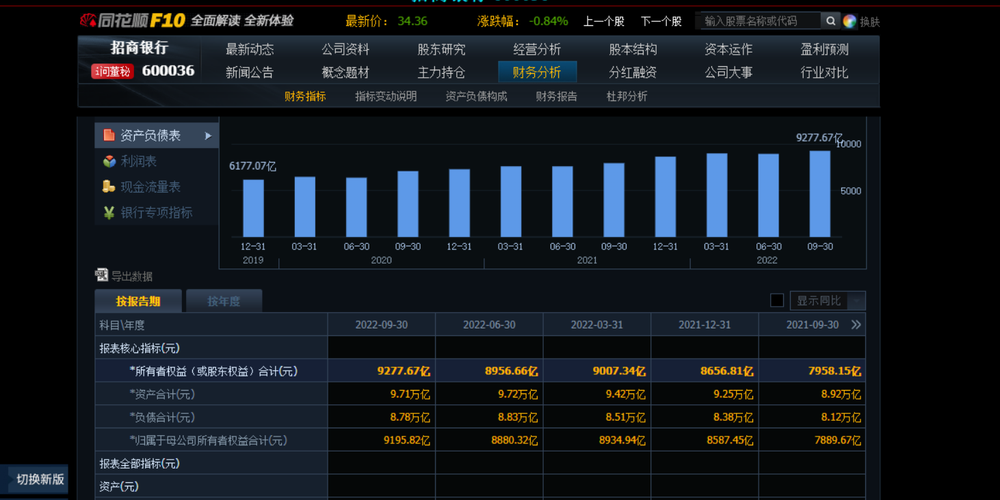 同花顺F10 全面解读 全新体验 最新价: 34.36 涨跌幅: -0.84% 上一个股 下一个股 输入股票名称或代码 换肤
招商银行 最新动态 公司资料 股东研究 经营分析 股本结构 资本运作 盈利预测
问董秘 600036 新闻公告 概念题材 主力持仓 财务分析 分红融资 公司大事 行业对比
财务指标 指标变动说明 资产负债构成 财务报告 杜邦分析
资产负债表
利润表
现金流量表
银行专项指标
6177.07亿
9277.67亿
10000
5000
12-31 03-31 06-30 09-30 12-31 03-31 06-30 09-30 12-31 03-31 06-30 09-30
2019 2020 2021 2022
导出数据
按报告期 按年度 显示同比
科目\年度 2022-09-30 2022-06-30 2022-03-31 2021-12-31 2021-09-30 >>
报表核心指标(元)
*所有者权益（或股东权益）合计(元) 9277.67亿 8956.66亿 9007.34亿 8656.81亿 7958.15亿
*资产合计(元) 9.71万亿 9.72万亿 9.42万亿 9.25万亿 8.92万亿
*负债合计(元) 8.78万亿 8.83万亿 8.51万亿 8.38万亿 8.12万亿
*归属于母公司所有者权益合计(元) 9195.82亿 8880.32亿 8934.94亿 8587.45亿 7889.67亿
报表全部指标(元)
资产(元)
切换新版